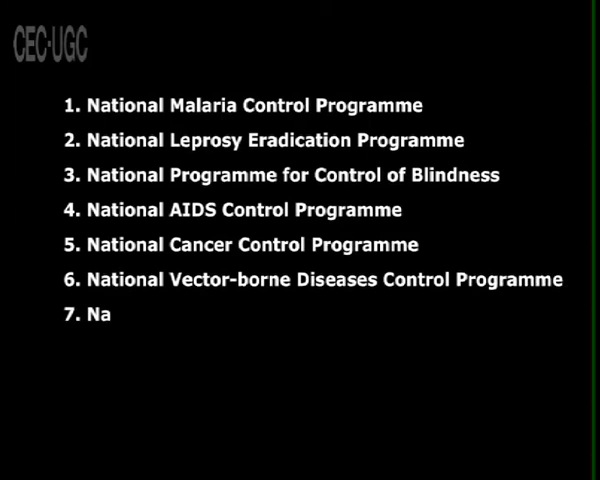 CEC-UGC
1. National Malaria Control Programme
2. National Leprosy Eradication Programme
3. National Programme for Control of Blindness
4. National AIDS Control Programme
5. National Cancer Control Programme
6. National Vector-borne Diseases Control Programme
7. Na